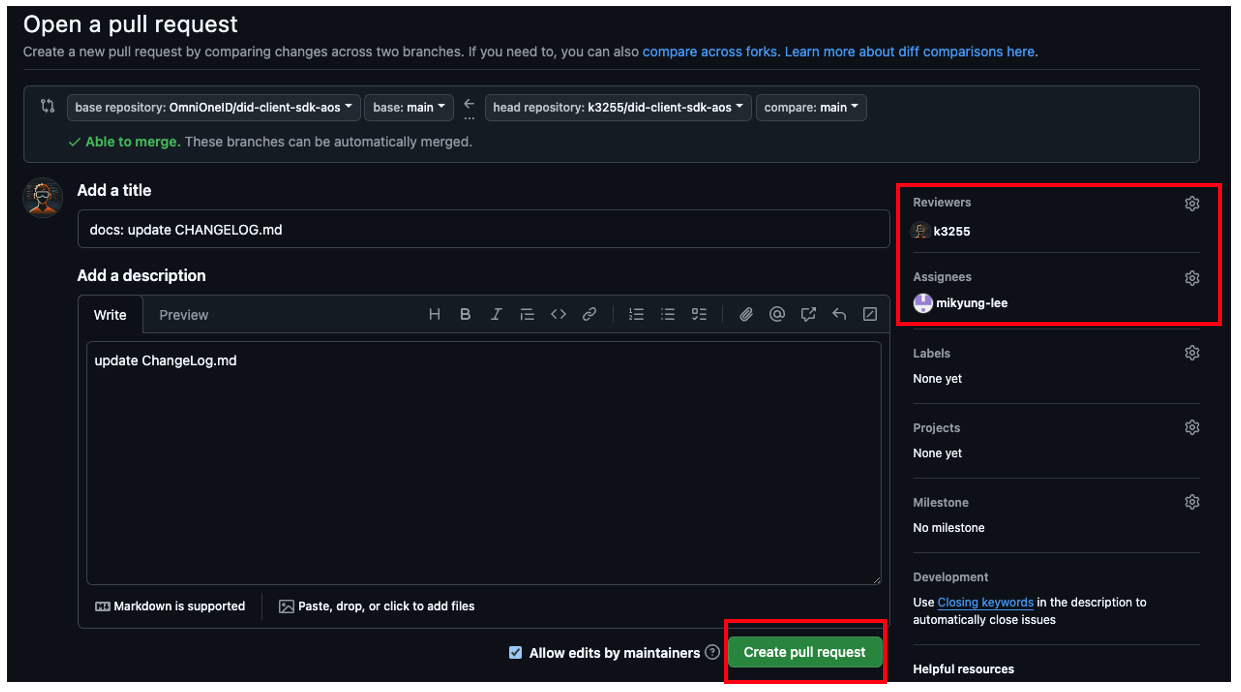 Open a pull request
Create a new pull request by comparing changes across two branches. If you need to, you can also compare across forks. Learn more about diff comparisons here.
base repository: OmniOneID/did-client-sdk-aos base: main ← ... head repository: k3255/did-client-sdk-aos compare: main
Able to merge. These branches can be automatically merged.
Add a title
docs: update CHANGELOG.md
Add a description
Write Preview H B I
update ChangeLog.md
Markdown is supported Paste, drop, or click to add files
Allow edits by maintainers ? Create pull request
Reviewers
k3255
Assignees
mikyung-lee
Labels
None yet
Projects
None yet
Milestone
No milestone
Development
Use Closing keywords in the description to
automatically close issues
Helpful resources